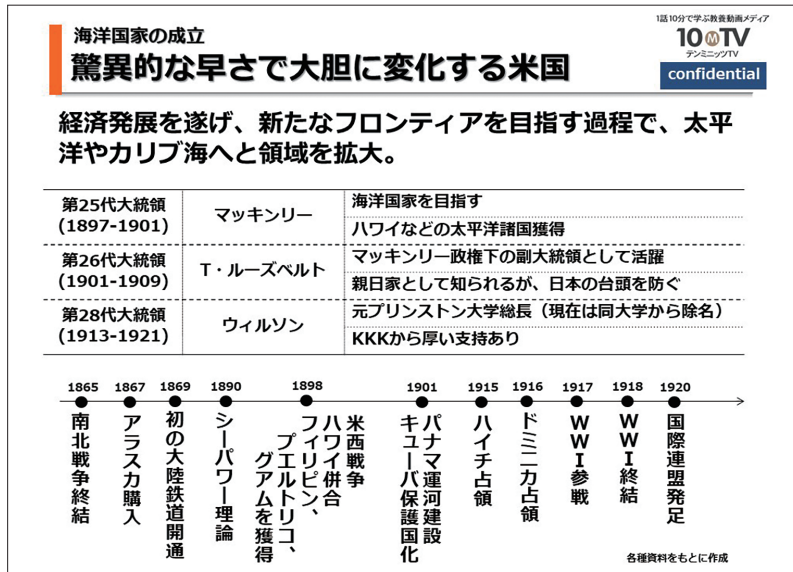 海洋国家の成立
驚異的な早さで大胆に変化する米国
1話10分で学ぶ教養動画メディア
10MTV
テンミニッツTV
confidential
経済発展を遂げ、新たなフロンティアを目指す過程で、太平
洋やカリブ海へと領域を拡大。
第25代大統領
(1897-1901)
マッキンリー
海洋国家を目指す
ハワイなどの太平洋諸国獲得
第26代大統領
(1901-1909)
T・ルーズベルト
マッキンリー政権下の副大統領として活躍
親日家として知られるが、日本の台頭を防ぐ
第28代大統領
(1913-1921)
ウィルソン
元プリンストン大学総長（現在は同大学から除名）
KKKから厚い支持あり
1865
南北戦争終結
1867
アラスカ購入
1869
初の大陸鉄道開通
1890
シーパワー理論
1898
米西戦争
ハワイ併合
フィリピン、
プエルトリコ、
グアムを獲得
1901
パナマ運河建設
キューバ保護国化
1915
ハイチ占領
1916
ドミニカ占領
1917
WWI参戦
1918
WWI終結
1920
国際連盟発足
各種資料をもとに作成